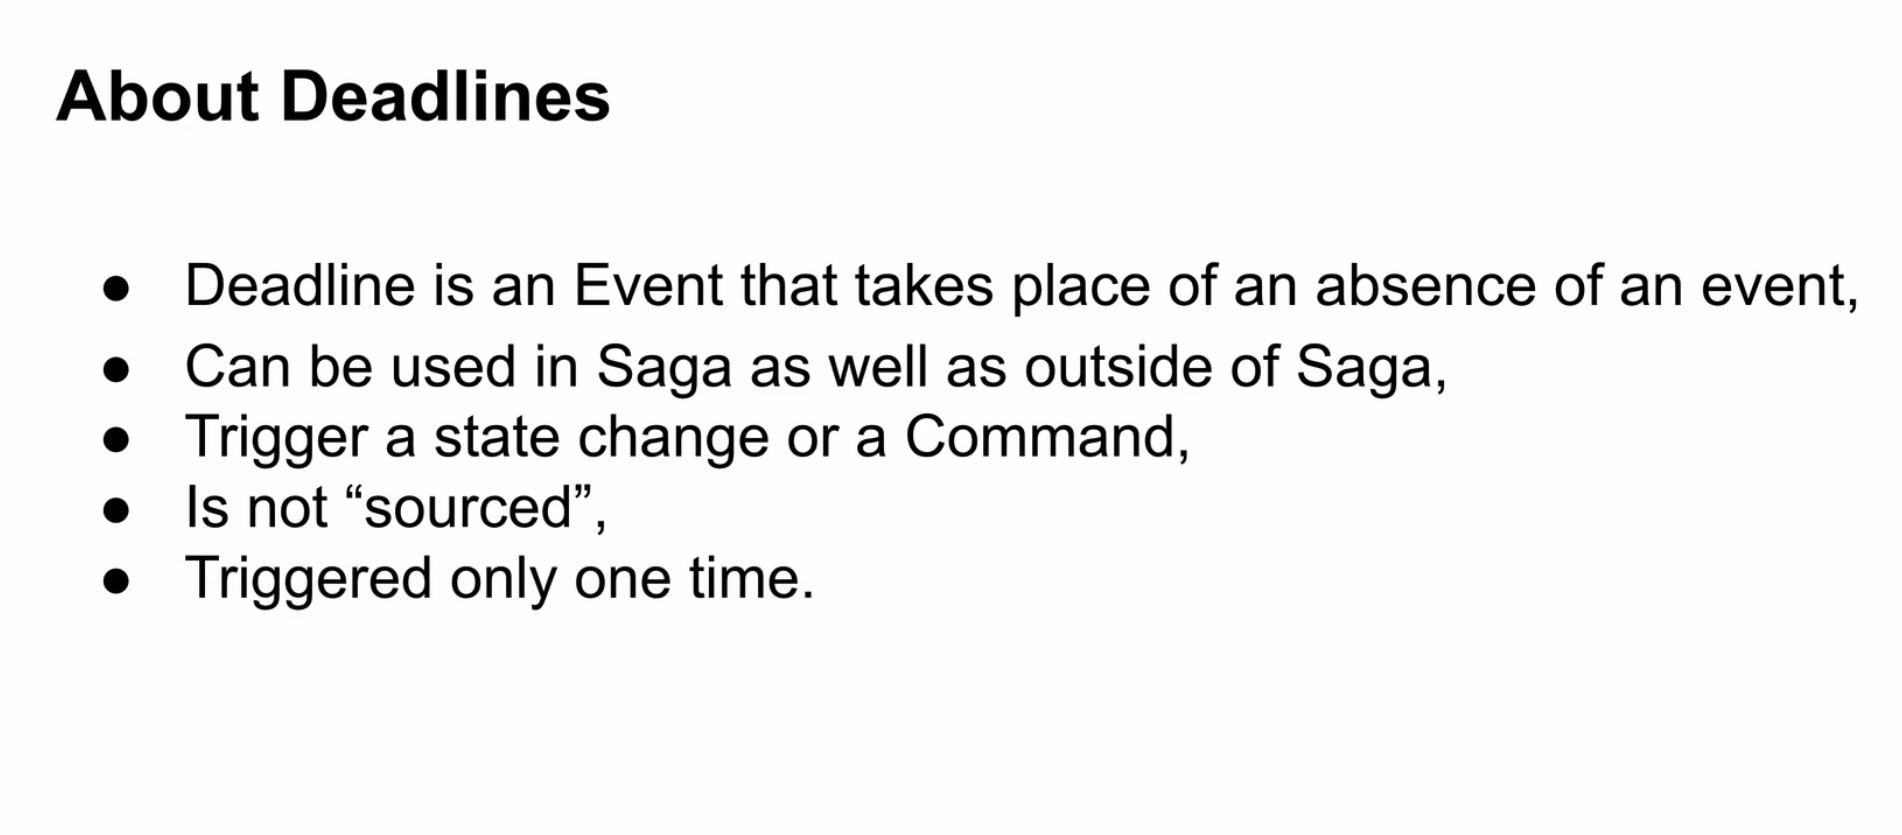 About Deadlines
● Deadline is an Event that takes place of an absence of an event,
● Can be used in Saga as well as outside of Saga,
● Trigger a state change or a Command,
● Is not “sourced”,
● Triggered only one time.